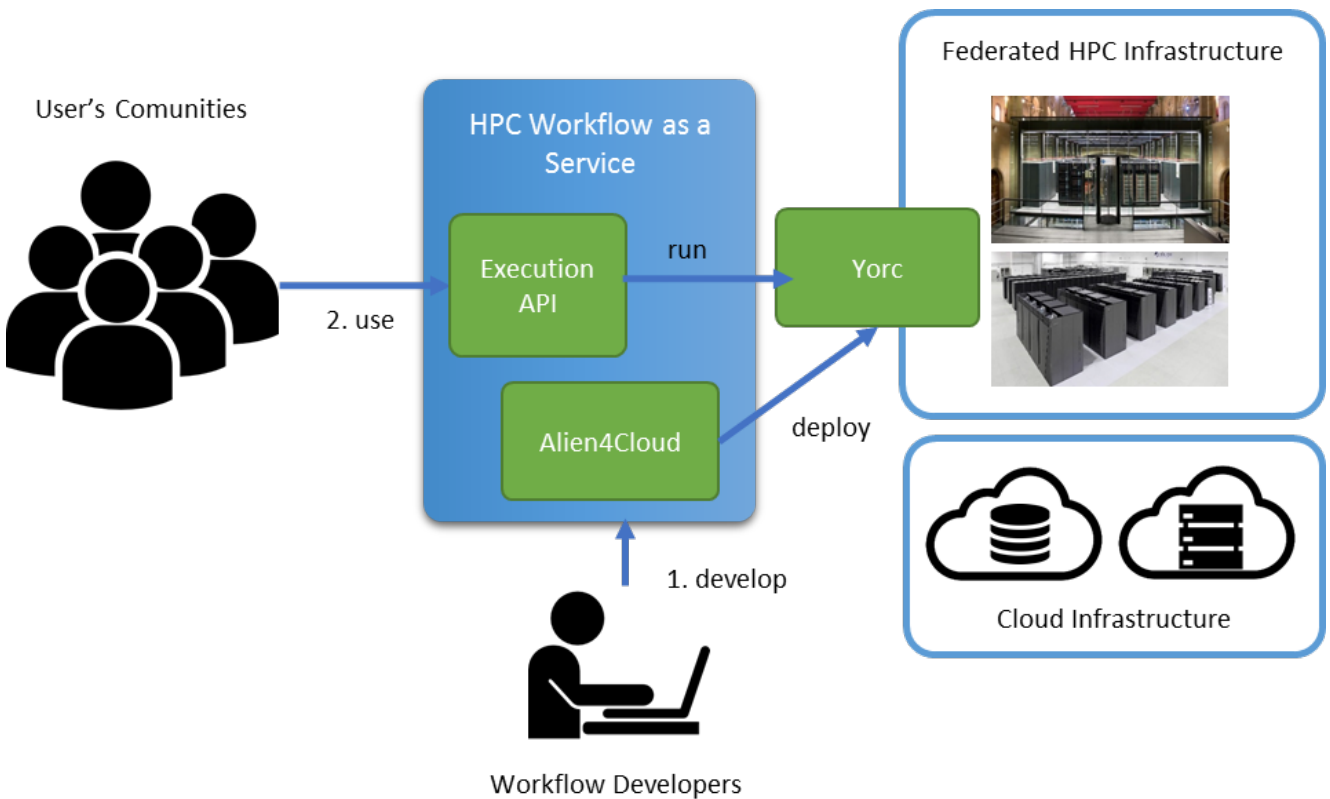 Federated HPC Infrastructure
User's Comunities
HPC Workflow as a
Service
Execution
API
run
Yorc
2. use
Alien4Cloud
deploy
1. develop
Cloud Infrastructure
Workflow Developers